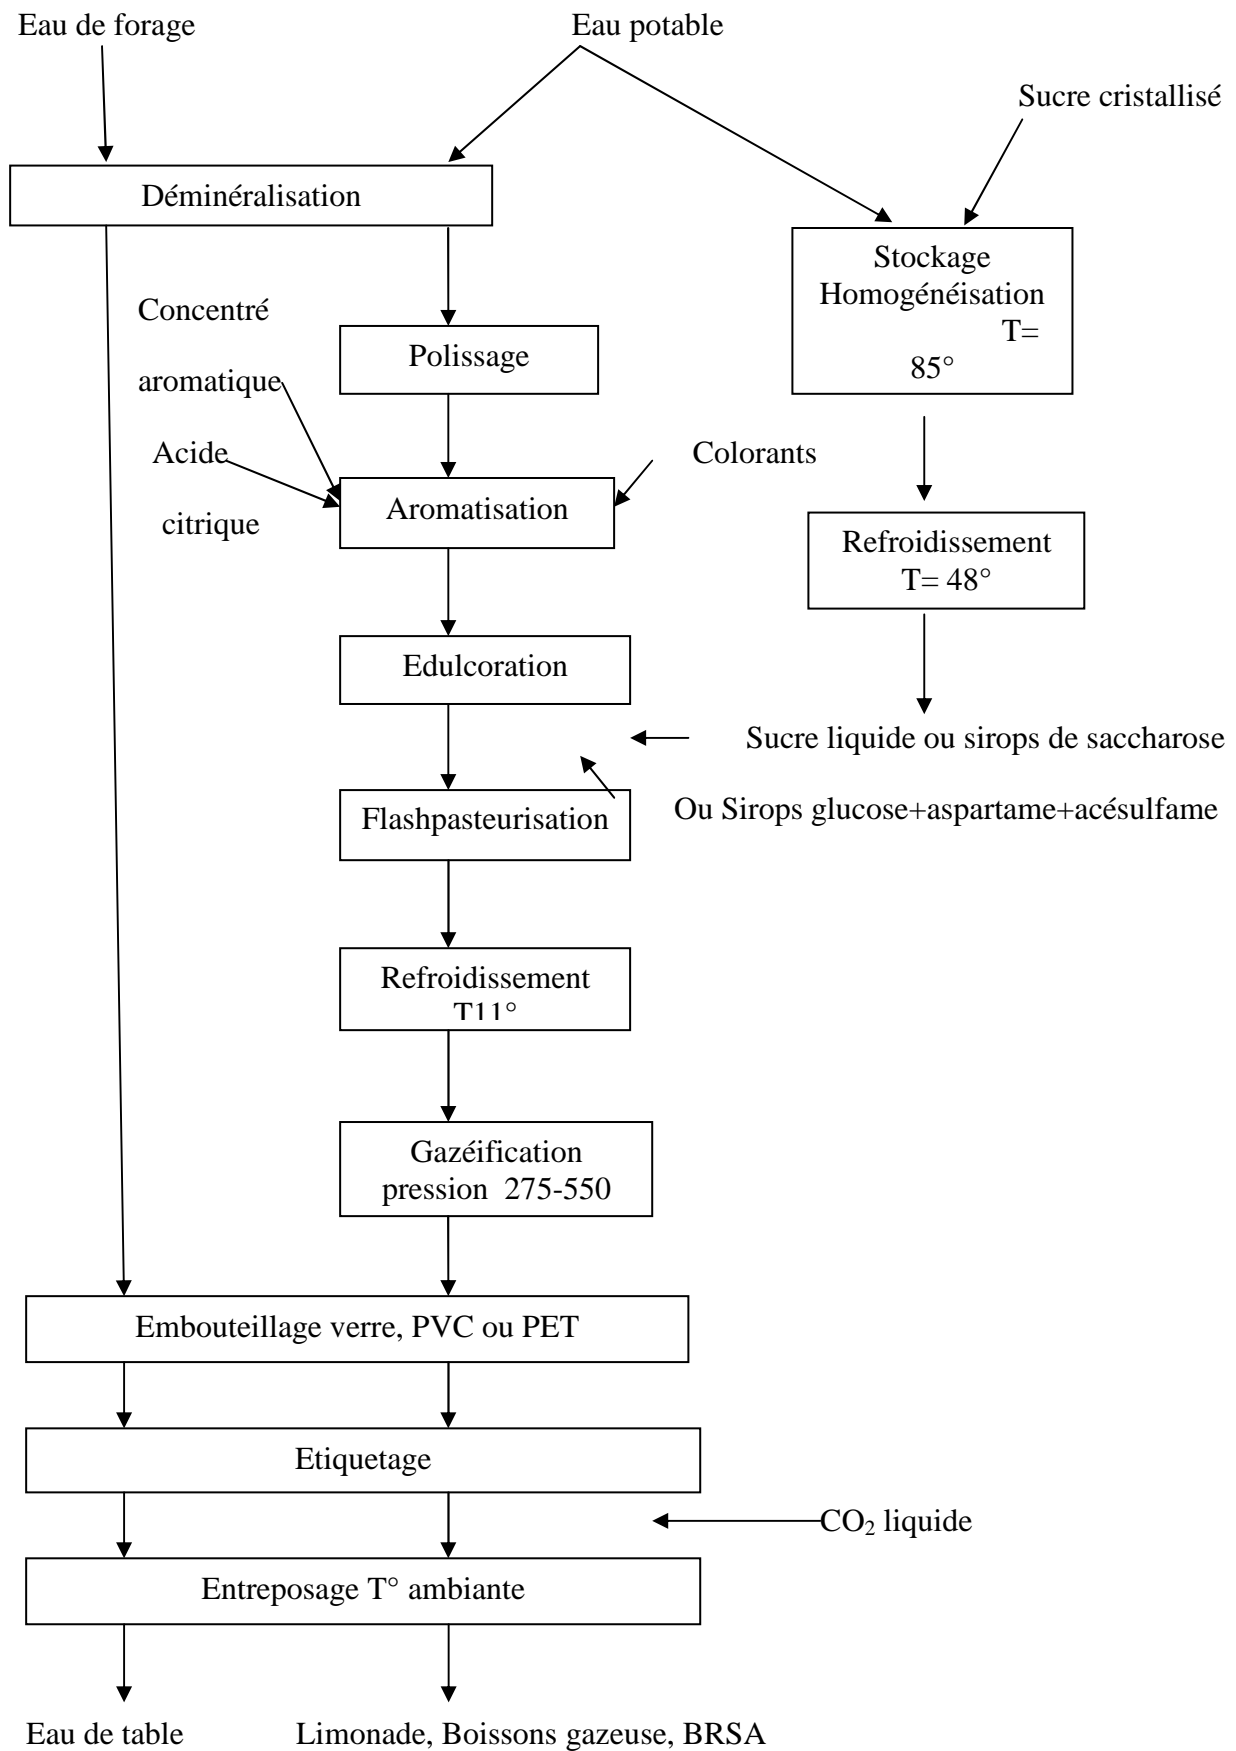 Eau de forage
Eau potable
Sucre cristallisé
Déminéralisation
Stockage
Homogénéisation
T=
85°
Concentré
aromatique
Polissage
Acide
citrique
Colorants
Aromatisation
Refroidissement
T= 48°
Edulcoration
Sucre liquide ou sirops de saccharose
Ou Sirops glucose+aspartame+acésulfame
Flashpasteurisation
Refroidissement
T11°
Gazéification
pression 275-550
Embouteillage verre, PVC ou PET
Etiquetage
CO₂ liquide
Entreposage T° ambiante
Eau de table
Limonade, Boissons gazeuse, BRSA